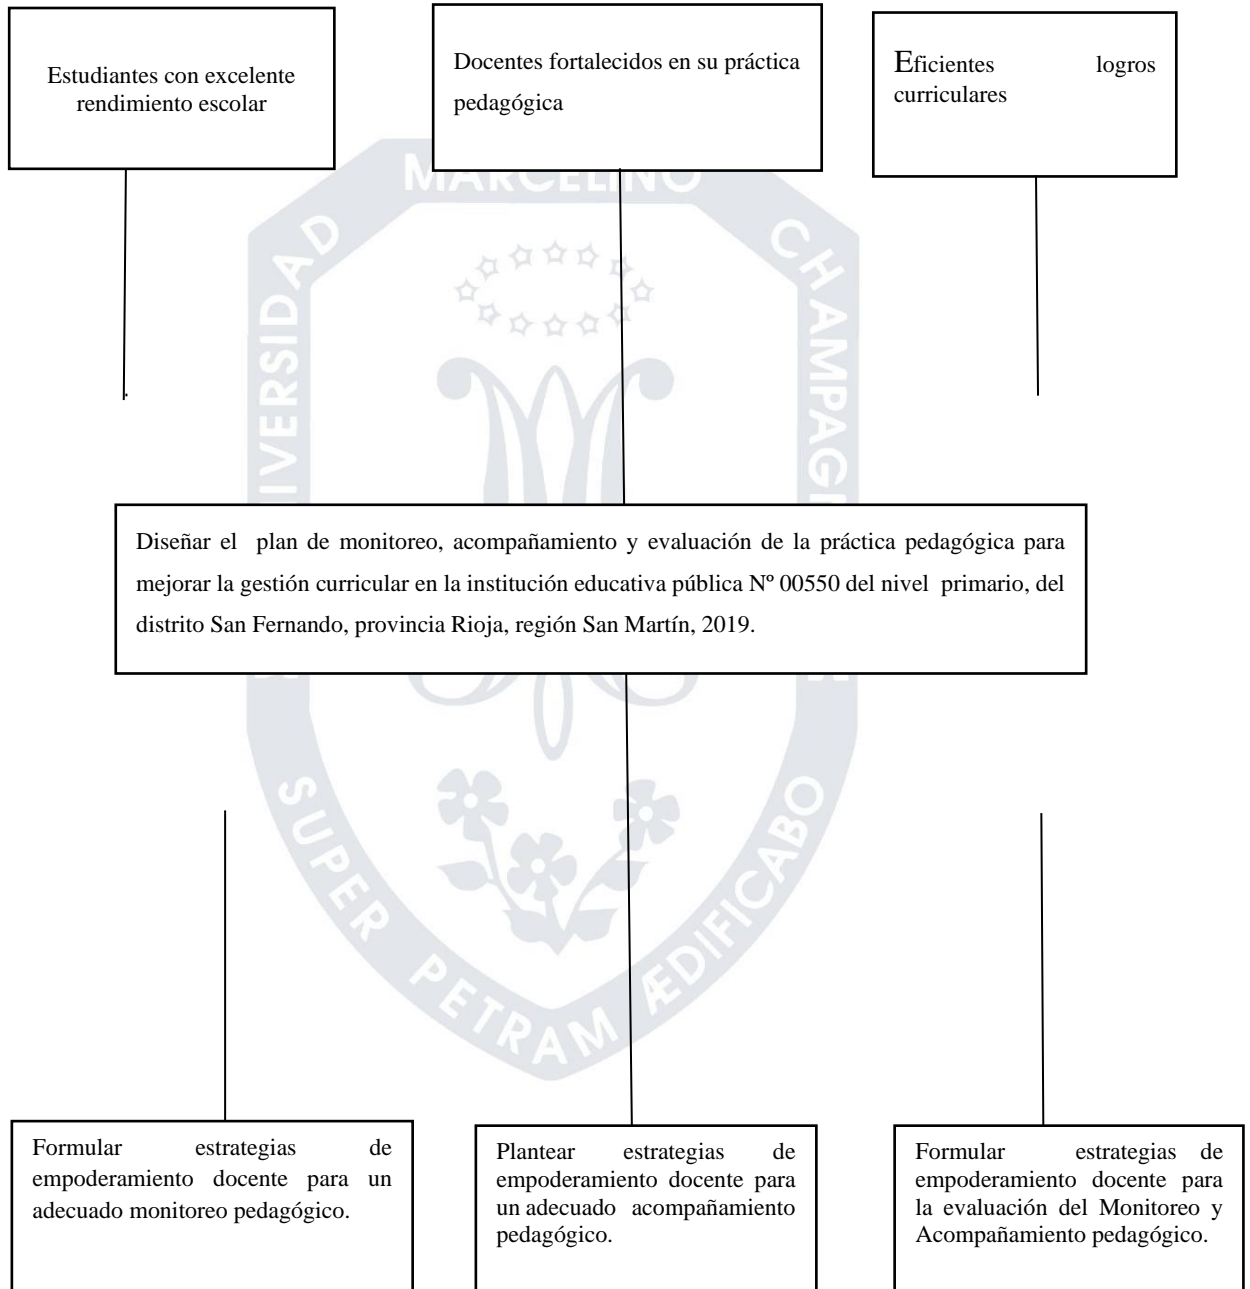 Estudiantes con excelente
rendimiento escolar
Docentes fortalecidos en su práctica
pedagógica
Eficientes logros
curriculares
MARCELINO
CHAMPAG
UNIVERSIDAD
Diseñar el plan de monitoreo, acompañamiento y evaluación de la práctica pedagógica para
mejorar la gestión curricular en la institución educativa pública Nº 00550 del nivel primario, del
distrito San Fernando, provincia Rioja, región San Martín, 2019.
SUPER PETRAM ÆDIFICABO
Formular estrategias de
empoderamiento docente para un
adecuado monitoreo pedagógico.
Plantear estrategias de
empoderamiento docente para
un adecuado acompañamiento
pedagógico.
Formular estrategias de
empoderamiento docente para
la evaluación del Monitoreo y
Acompañamiento pedagógico.